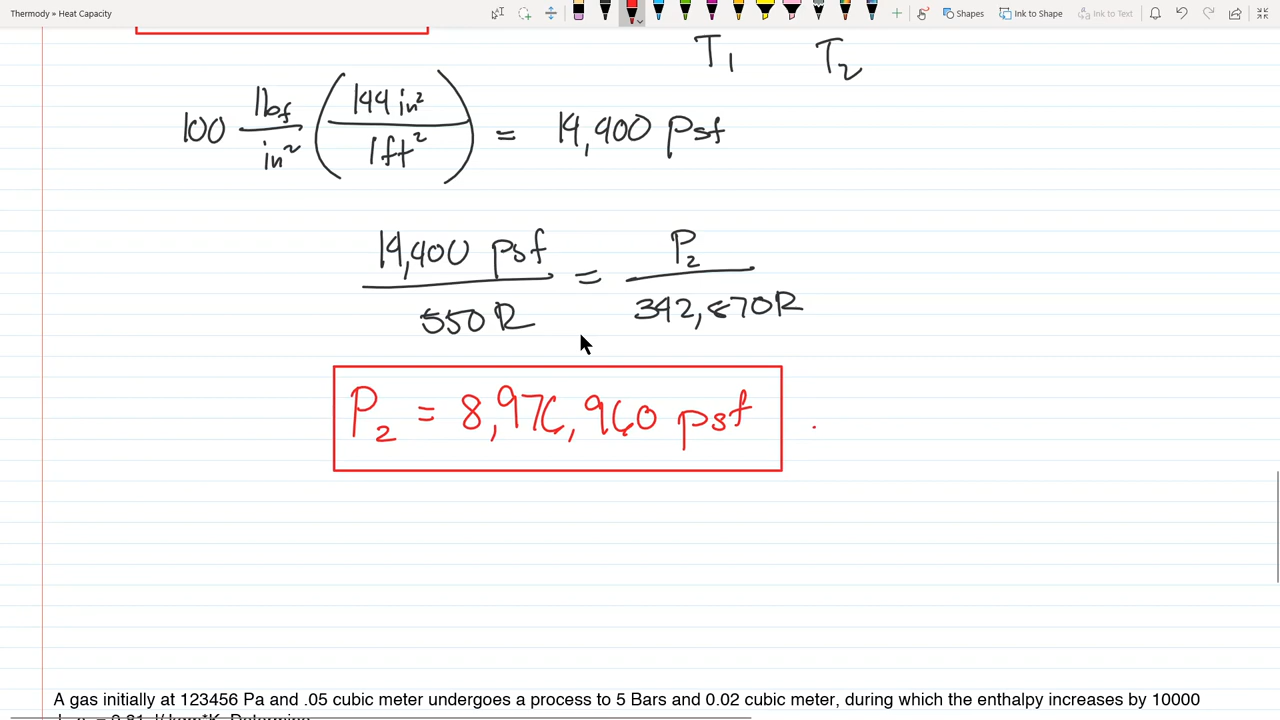 Thermody » Heat Capacity
Shapes Ink to Shape Ink to Text
T1 T2
100 lbf/in² (144 in²/1 ft²) = 14,400 psf
14,400 psf/550R = P2/342,870R
P2 = 8,976,960 psf .
A gas initially at 123456 Pa and .05 cubic meter undergoes a process to 5 Bars and 0.02 cubic meter, during which the enthalpy increases by 10000